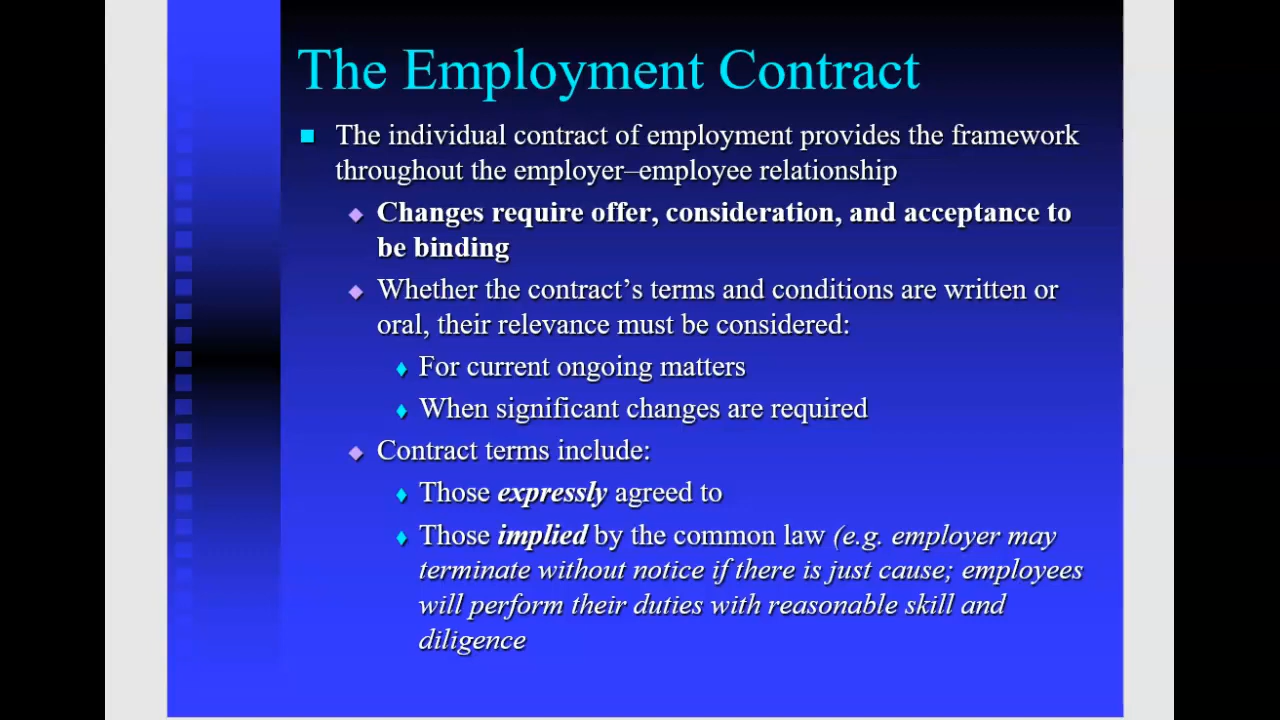 The Employment Contract
The individual contract of employment provides the framework
throughout the employer–employee relationship
Changes require offer, consideration, and acceptance to
be binding
Whether the contract's terms and conditions are written or
oral, their relevance must be considered:
For current ongoing matters
When significant changes are required
Contract terms include:
Those expressly agreed to
Those implied by the common law (e.g. employer may
terminate without notice if there is just cause; employees
will perform their duties with reasonable skill and
diligence